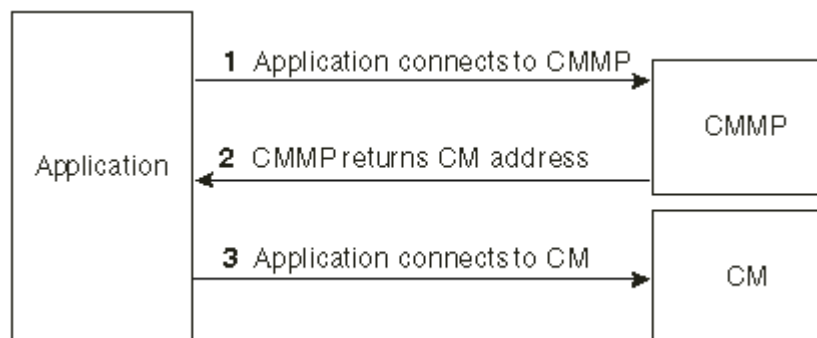 1 Application connects to CMMP
CMMP
Application
2 CMMP returns CM address
3 Application connects to CM
CM